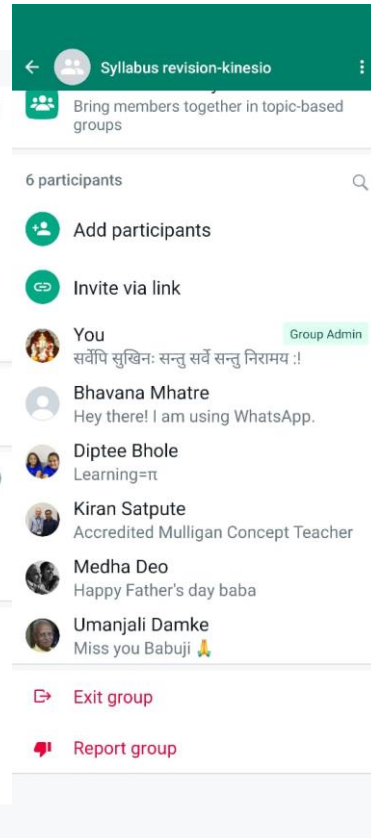 Syllabus revision-kinesio
Bring members together in topic-based
groups
6 participants
Add participants
Invite via link
You
Group Admin
सर्वेपि सुखिनः सन्तु सर्वे सन्तु निरामय :!
Bhavana Mhatre
Hey there! I am using WhatsApp.
Diptee Bhole
Learning=π
Kiran Satpute
Accredited Mulligan Concept Teacher
Medha Deo
Happy Father's day baba
Umanjali Damke
Miss you Babuji 🙏
Exit group
Report group